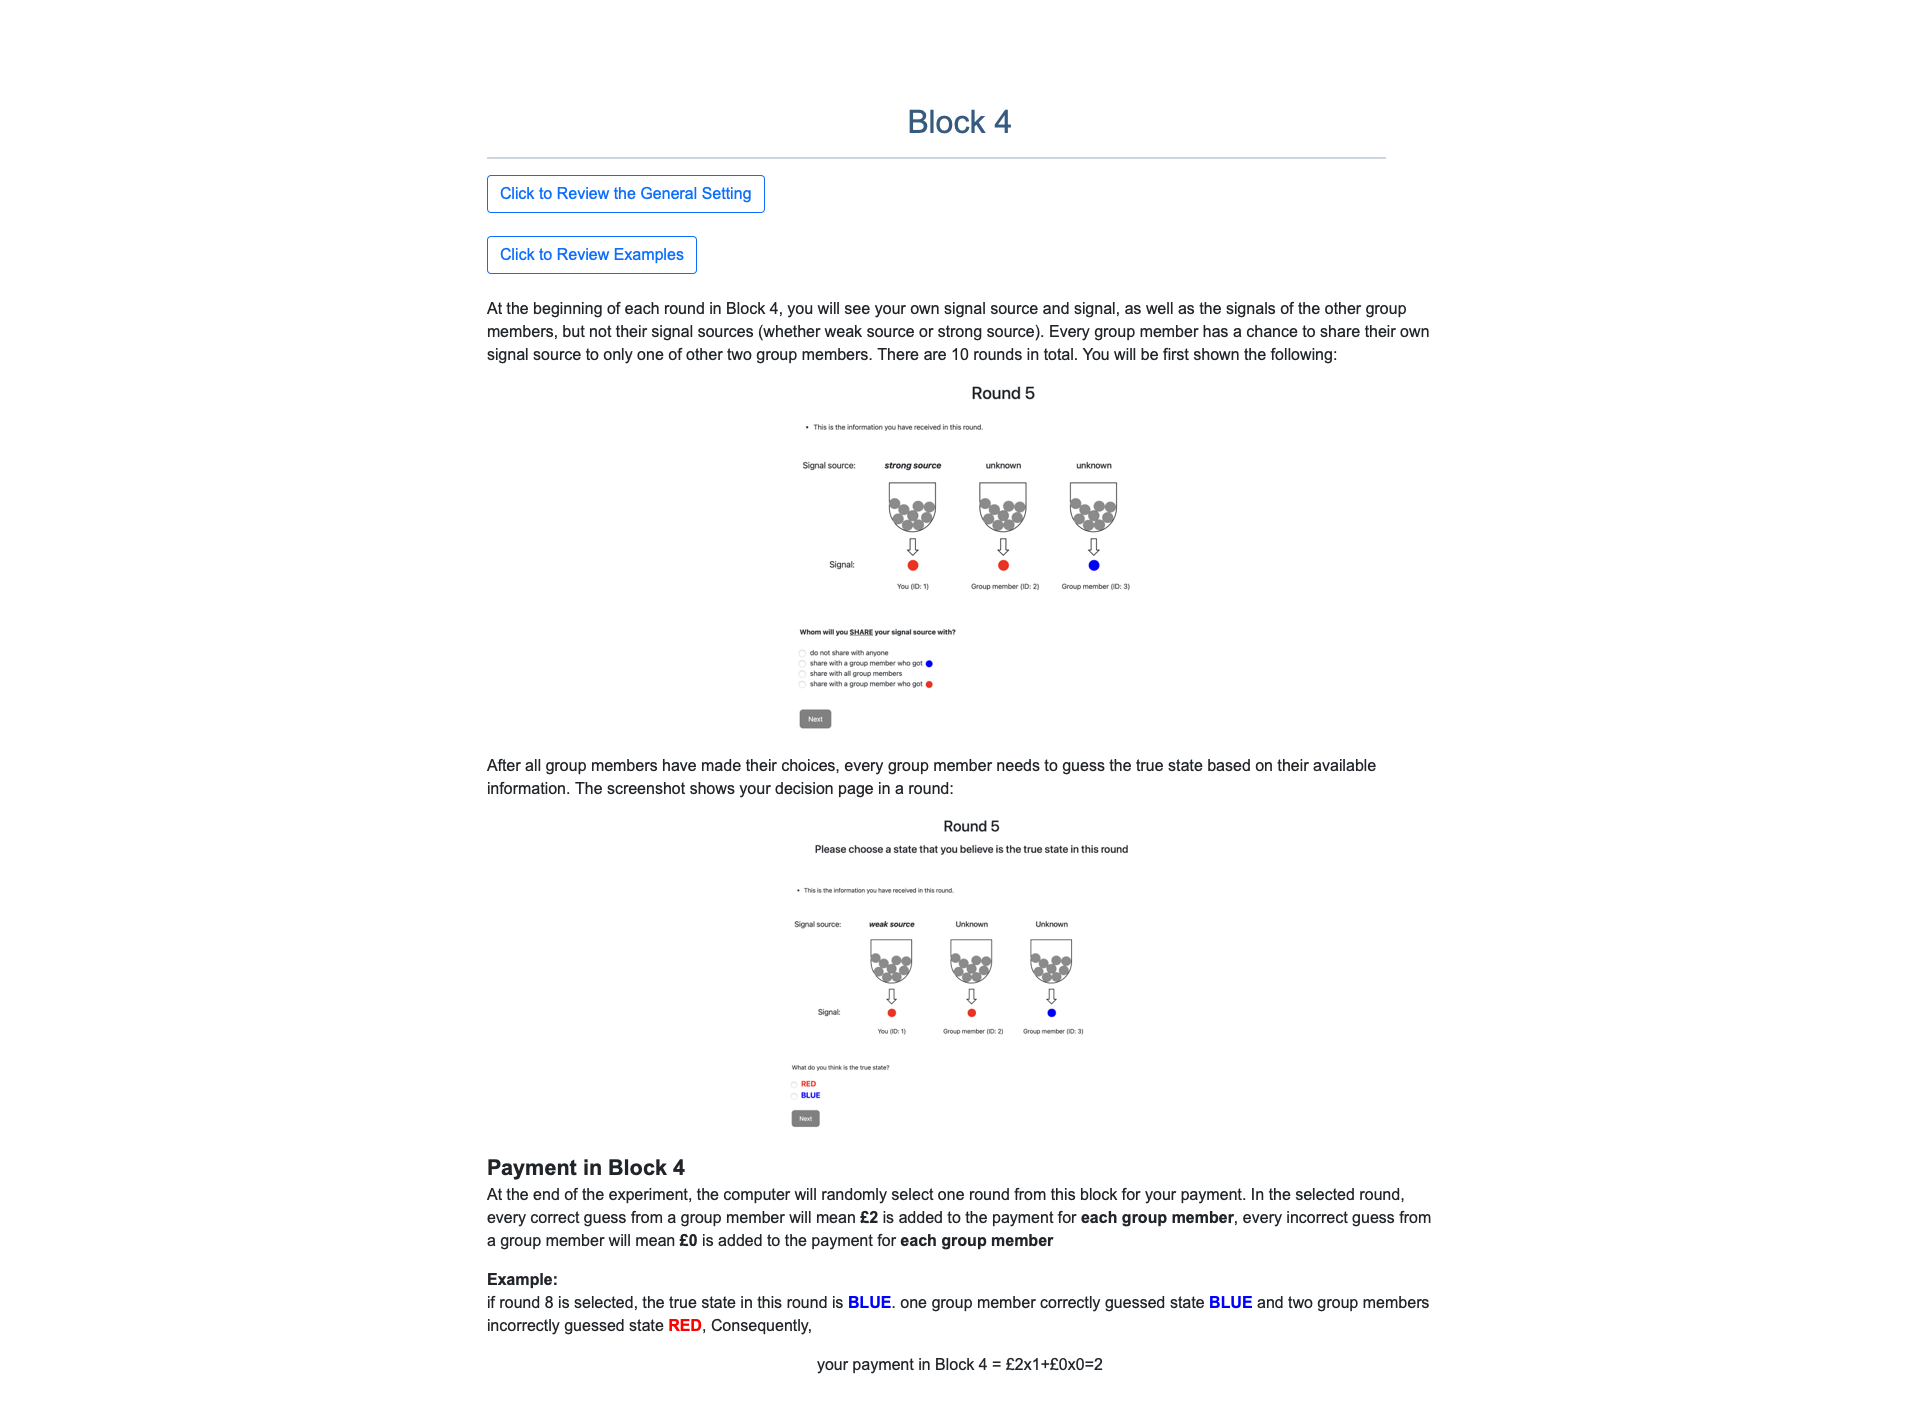 Block 4
Click to Review the General Setting
Click to Review Examples
At the beginning of each round in Block 4, you will see your own signal source and signal, as well as the signals of the other group
members, but not their signal sources (whether weak source or strong source). Every group member has a chance to share their own
signal source to only one of other two group members. There are 10 rounds in total. You will be first shown the following:
Round 5
• This is the information you have received in this round.
Signal source: strong source unknown unknown
Signal:
You (ID: 1) Group member (ID: 2) Group member (ID: 3)
Whom will you SHARE your signal source with?
do not share with anyone
share with a group member who got
share with all group members
share with a group member who got
Next
After all group members have made their choices, every group member needs to guess the true state based on their available
information. The screenshot shows your decision page in a round:
Round 5
Please choose a state that you believe is the true state in this round
• This is the information you have received in this round.
Signal source: weak source Unknown Unknown
Signal:
You (ID: 1) Group member (ID: 2) Group member (ID: 3)
What do you think is the true state?
RED
BLUE
Next
Payment in Block 4
At the end of the experiment, the computer will randomly select one round from this block for your payment. In the selected round,
every correct guess from a group member will mean £2 is added to the payment for each group member, every incorrect guess from
a group member will mean £0 is added to the payment for each group member
Example:
if round 8 is selected, the true state in this round is BLUE. one group member correctly guessed state BLUE and two group members
incorrectly guessed state RED, Consequently,
your payment in Block 4 = £2x1+£0x0=2